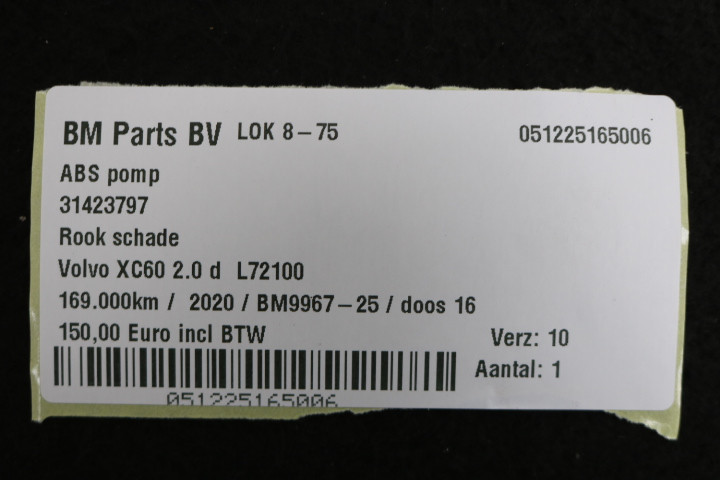 BM Parts BV LOK 8-75 051225165006
ABS pomp
31423797
Rook schade
Volvo XC60 2.0 d L72100
169.000km / 2020 / BM9967-25 / doos 16
150,00 Euro incl BTW Verz: 10
Aantal: 1
051225165006